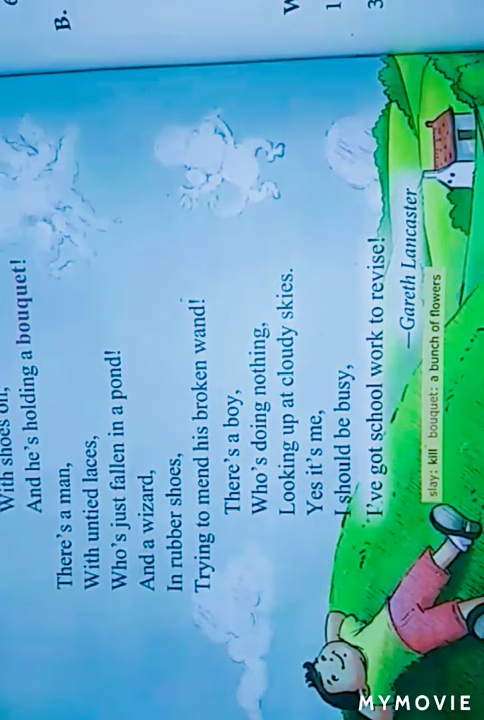 B.
With shoes on,
And he's holding a bouquet!
There's a man,
With untied laces,
Who's just fallen in a pond!
And a wizard,
In rubber shoes,
Trying to mend his broken wand!
There's a boy,
Who's doing nothing,
Looking up at cloudy skies.
Yes it's me,
I should be busy,
I've got school work to revise!
—Gareth Lancaster
slay: kill bouquet: a bunch of flowers
MYMOVIE